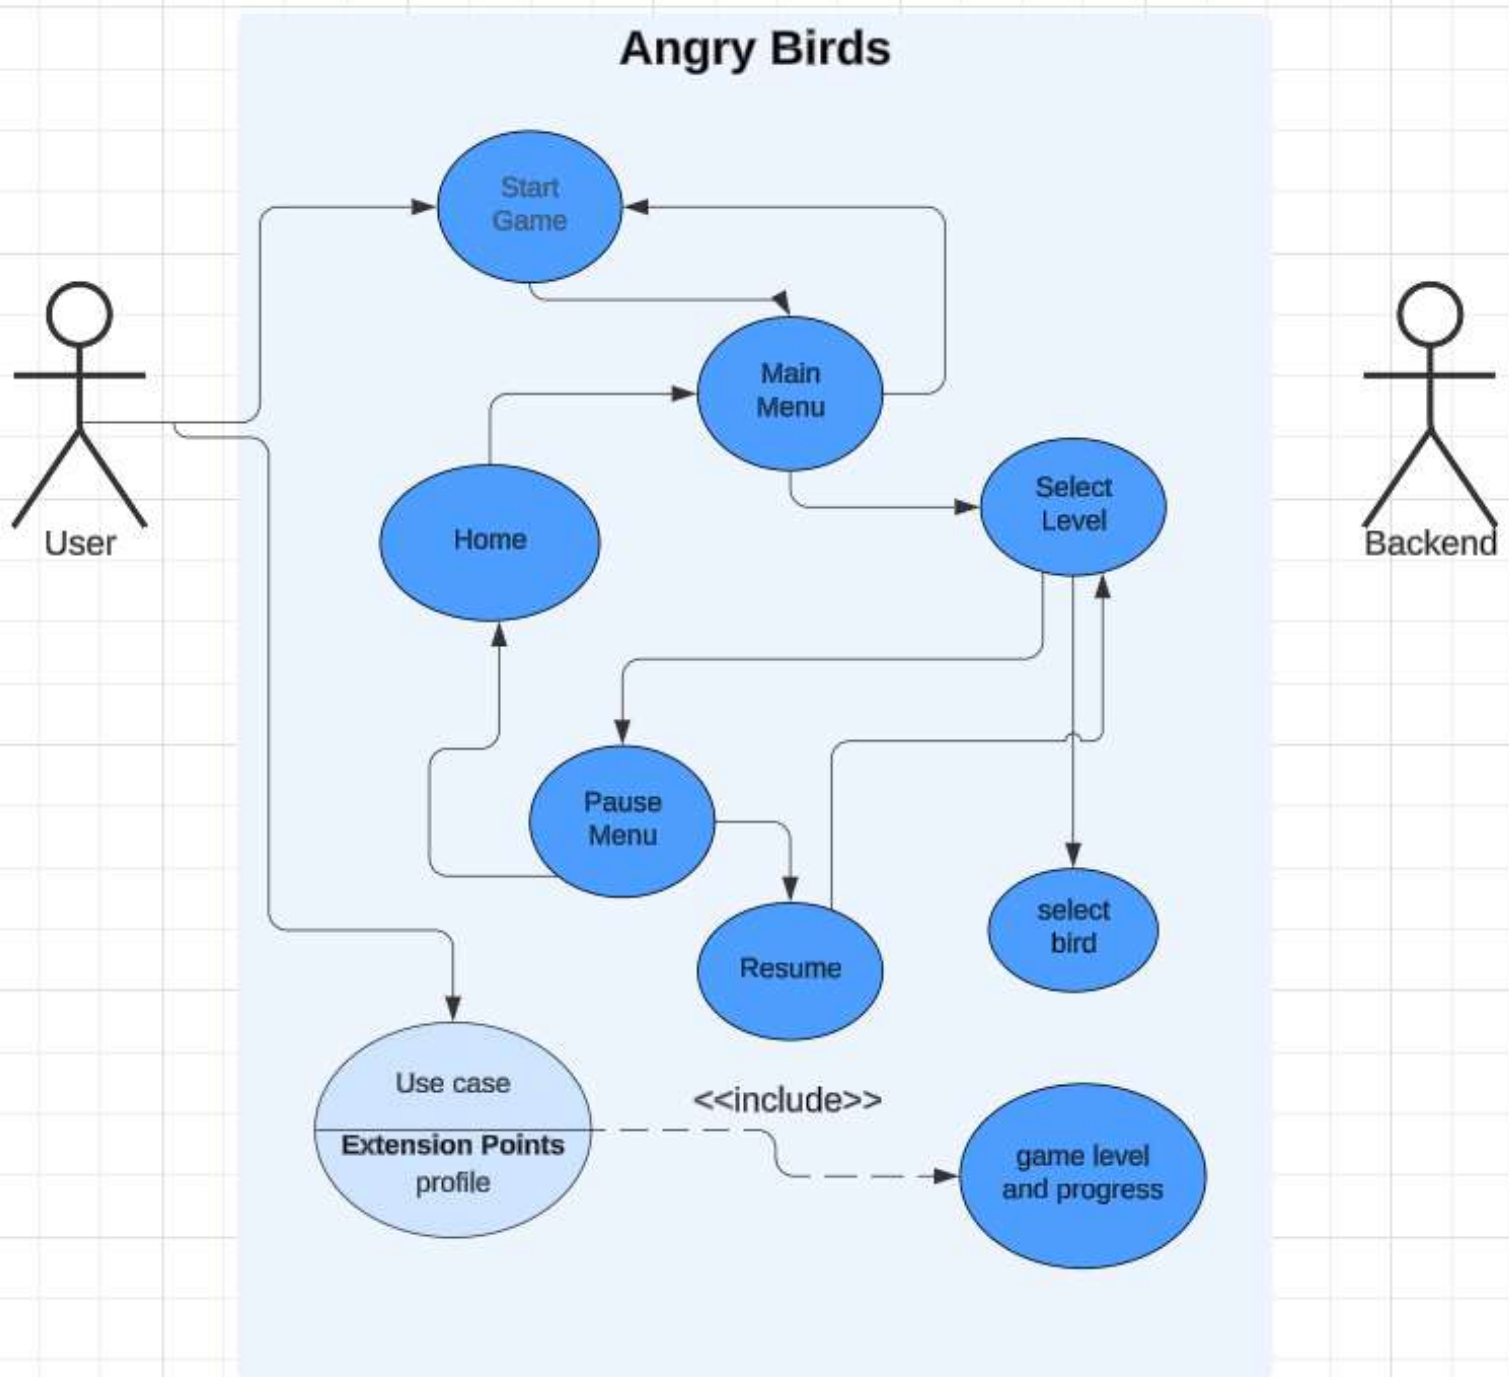 Angry Birds
Start
Game
Main
Menu
Select
Level
Home
User
Backend
Pause
Menu
select
bird
Resume
Use case
<<include>>
Extension Points
profile
game level
and progress